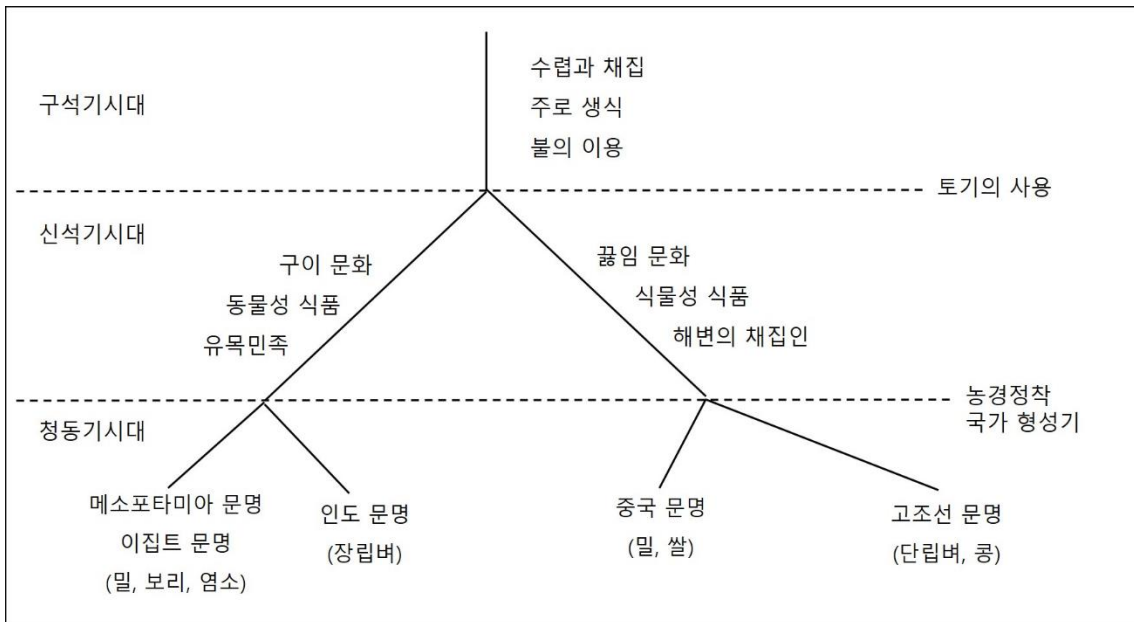 구석기시대
수렵과 채집
주로 생식
불의 이용
토기의 사용
신석기시대
구이 문화
동물성 식품
유목민족
끓임 문화
식물성 식품
해변의 채집인
농경정착
국가 형성기
청동기시대
메소포타미아 문명
이집트 문명
(밀, 보리, 염소)
인도 문명
(장립벼)
중국 문명
(밀, 쌀)
고조선 문명
(단립벼, 콩)